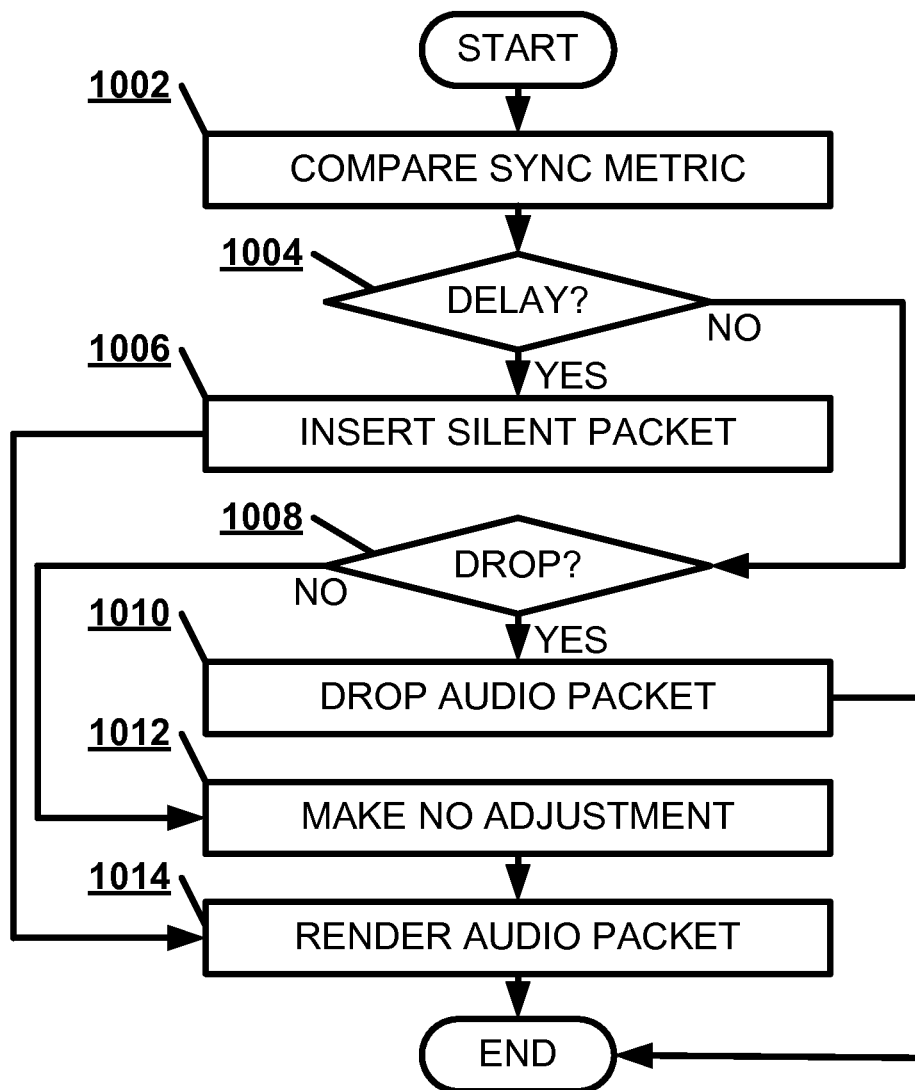 START
1002
COMPARE SYNC METRIC
1004
DELAY?
NO
YES
1006
INSERT SILENT PACKET
1008
DROP?
NO
YES
1010
DROP AUDIO PACKET
1012
MAKE NO ADJUSTMENT
1014
RENDER AUDIO PACKET
END